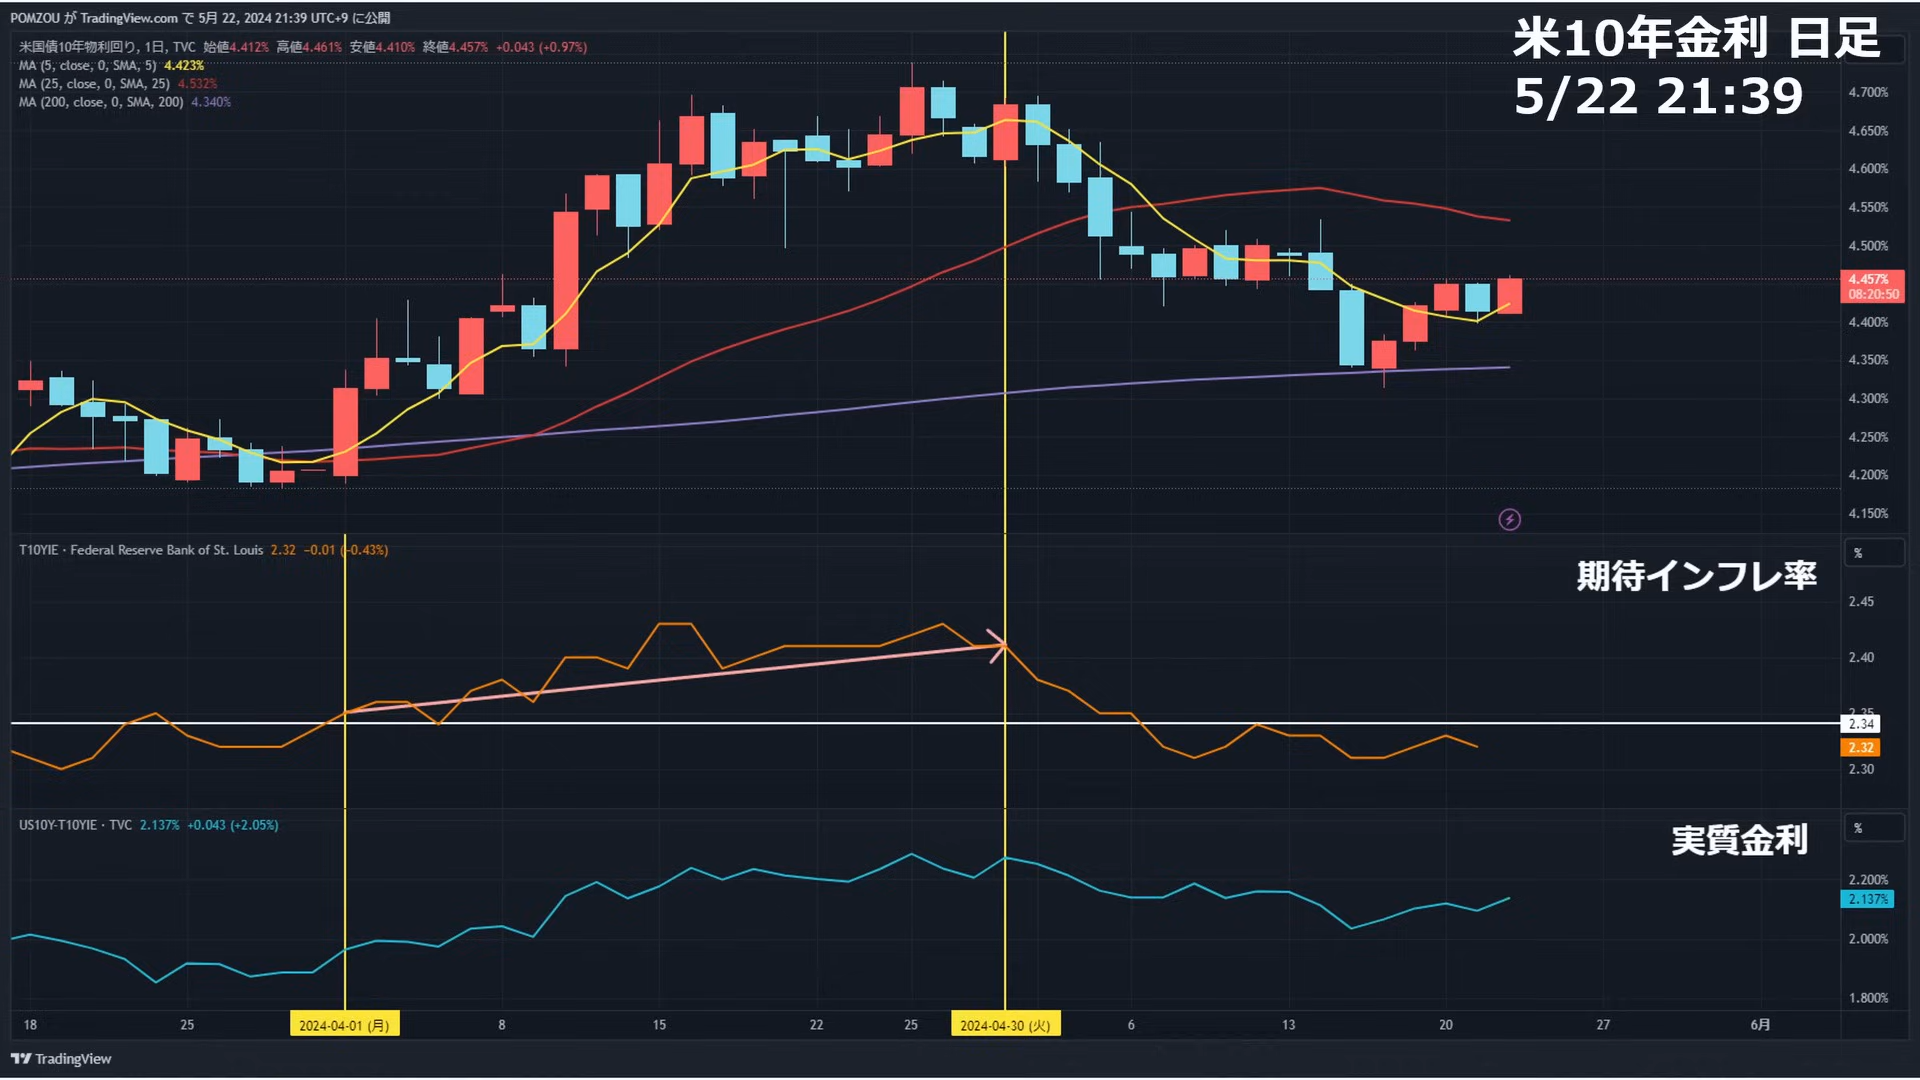 POMZOU が TradingView.com で 5月 22, 2024 21:39 UTC+9 に公開
米10年金利 日足
5/22 21:39
米国債10年物利回り, 1日, TVC 始値4.412% 高値4.461% 安値4.410% 終値4.457% +0.043 (+0.97%)
MA (5, close, 0, SMA, 5) 4.423%
MA (25, close, 0, SMA, 25) 4.532%
MA (200, close, 0, SMA, 200) 4.340%
4.700%
4.650%
4.600%
4.550%
4.500%
4.457%
08:20:50
4.400%
4.350%
4.300%
4.250%
4.200%
4.150%
T10YIE · Federal Reserve Bank of St. Louis 2.32 −0.01 (−0.43%)
%
期待インフレ率
2.45
2.40
2.35
2.34
2.32
2.30
US10Y-T10YIE · TVC 2.137% +0.043 (+2.05%)
%
実質金利
2.200%
2.137%
2.000%
1.800%
18 25 2024-04-01 (月) 8 15 22 25 2024-04-30 (火) 6 13 20 27 6月
TradingView